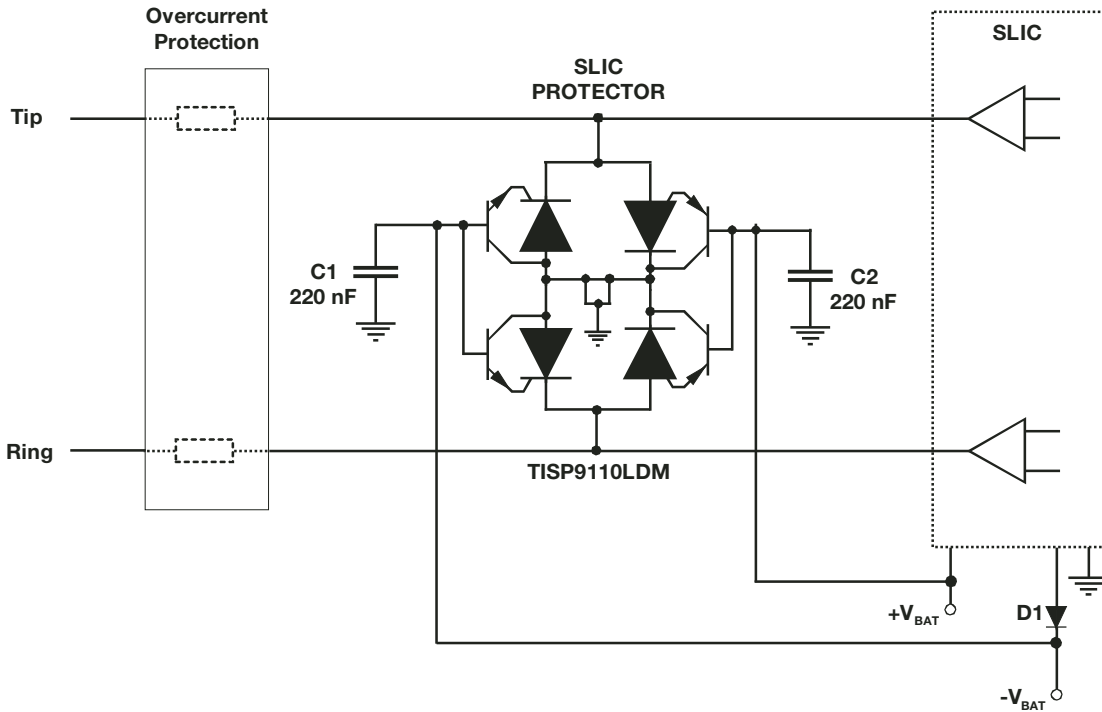 Overcurrent
Protection
SLIC
SLIC
PROTECTOR
Tip
C1
220 nF
C2
220 nF
Ring
TISP9110LDM
+VBAT
D1
-VBAT